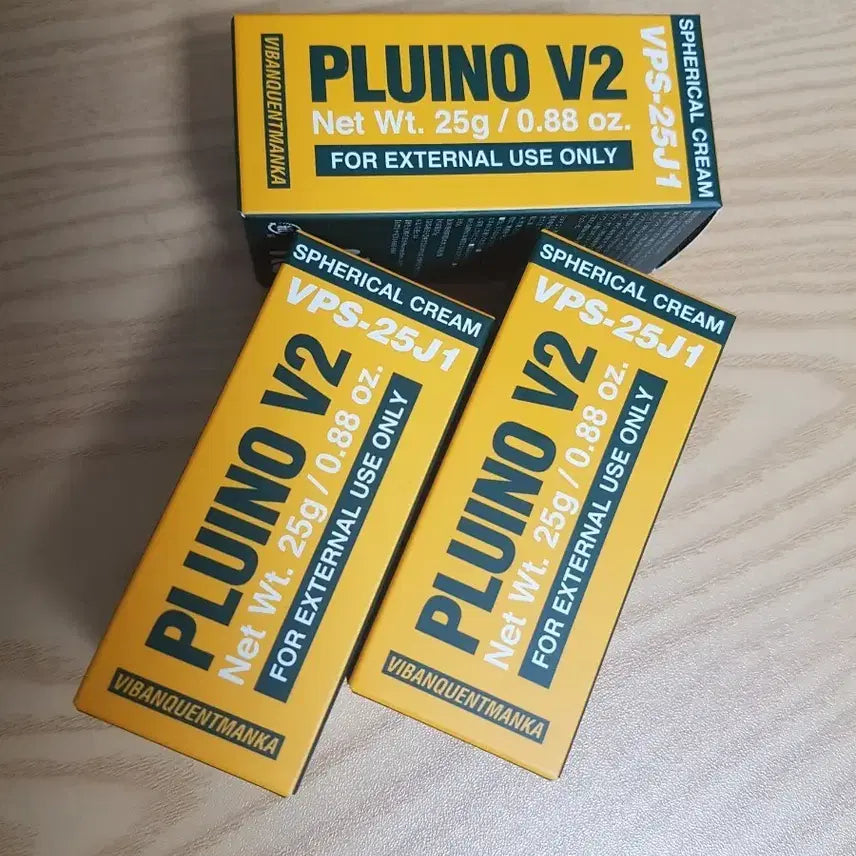 VIBANQUENTMANKA
PLUINO V2
Net Wt. 25g / 0.88 oz.
FOR EXTERNAL USE ONLY
VPS-25J1
SPHERICAL CREAM
SPHERICAL CREAM
VPS-25J1
PLUINO V2
Net Wt. 25g / 0.88 oz.
FOR EXTERNAL USE ONLY
VIBANQUENTMANKA
SPHERICAL CREAM
VPS-25J1
PLUINO V2
Net Wt. 25g / 0.88 oz.
FOR EXTERNAL USE ONLY
VIBANQUENTMANKA